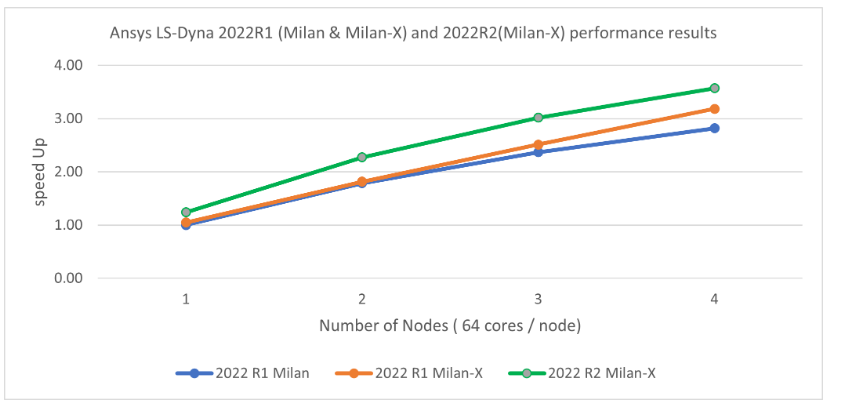 Ansys LS-Dyna 2022R1 (Milan & Milan-X) and 2022R2(Milan-X) performance results
4.00
3.00
2.00
1.00
0.00
speed Up
1 2 3 4
Number of Nodes ( 64 cores / node)
2022 R1 Milan 2022 R1 Milan-X 2022 R2 Milan-X